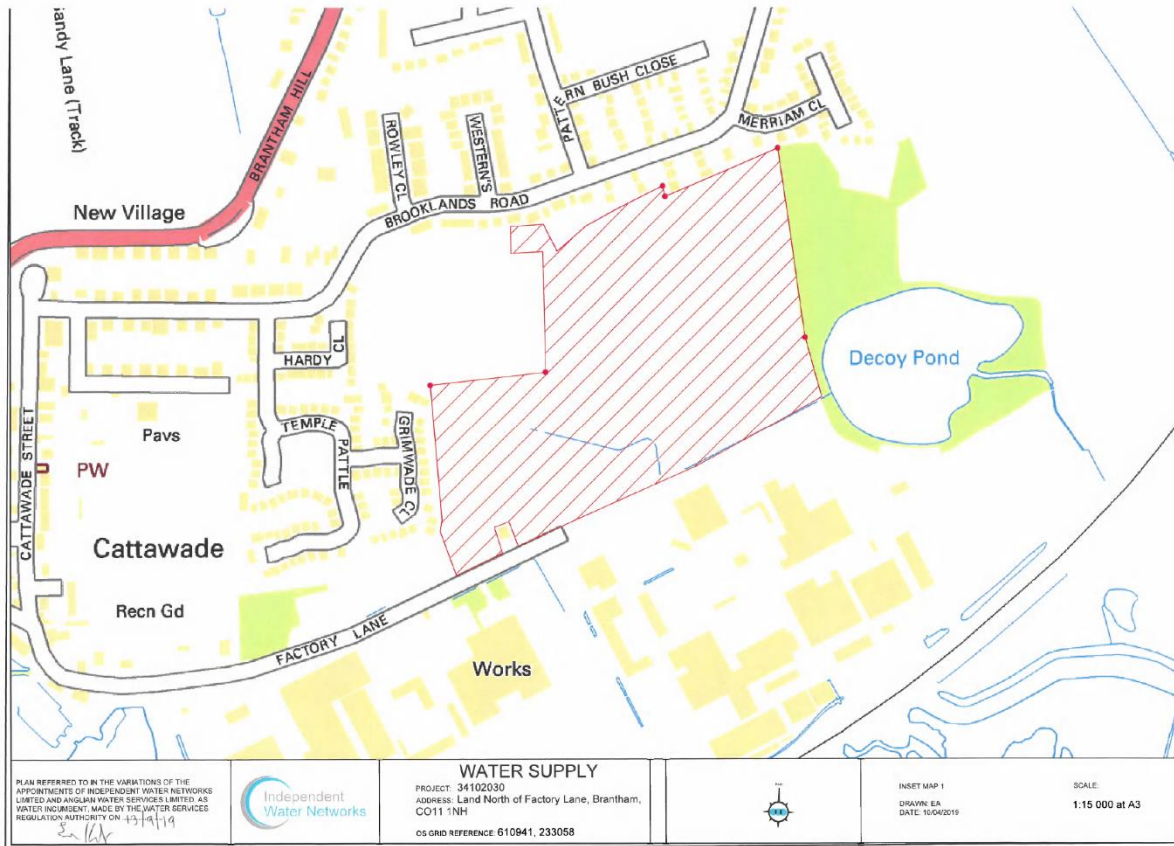 Sandy Lane (Track)
BRANTHAM HILL
New Village
ROWLEY CL
WESTERN'S
PATTERN BUSH CLOSE
MERRIAM CL
BROOKLANDS ROAD
HARDY CL
TEMPLE PATTLE
GRIMWADE CL
CATTAWADE STREET
Pavs
PW
Cattawade
Recn Gd
FACTORY LANE
Works
Decoy Pond
PLAN REFERRED TO IN THE VARIATIONS OF THE
APPOINTMENTS OF INDEPENDENT WATER NETWORKS
LIMITED AND ANGLIAN WATER SERVICES LIMITED, AS
WATER INCUMBENT, MADE BY THE WATER SERVICES
REGULATION AUTHORITY ON 13/9/19
Independent
Water Networks
WATER SUPPLY
PROJECT: 34102030
ADDRESS: Land North of Factory Lane, Brantham,
CO11 1NH
OS GRID REFERENCE: 610941, 233058
INSET MAP 1
DRAWN: EA
DATE: 10/04/2019
SCALE:
1:15 000 at A3